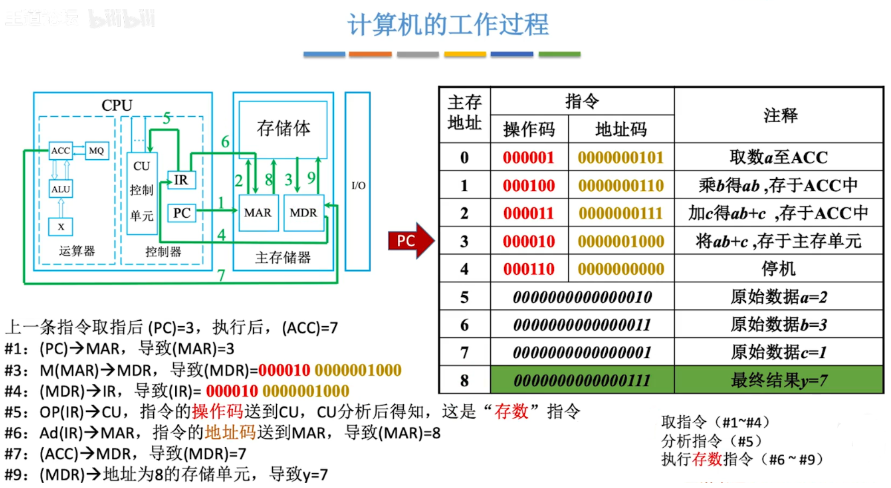 bilibili
计算机的工作过程
CPU
ACC
MQ
ALU
X
运算器
CU
控制
单元
IR
PC
控制器
存储体
MAR
MDR
主存储器
I/O
5
6
2
8
3
9
1
4
7
PC
主存地址 指令 注释
操作码 地址码
0 000001 0000000101 取数a至ACC
1 000100 0000000110 乘b得ab ,存于ACC中
2 000011 0000000111 加c得ab+c ,存于ACC中
3 000010 0000001000 将ab+c ,存于主存单元
4 000110 0000000000 停机
5 0000000000000010 原始数据a=2
6 0000000000000011 原始数据b=3
7 0000000000000001 原始数据c=1
8 0000000000000111 最终结果y=7
上一条指令取指后 (PC)=3，执行后，(ACC)=7
#1：(PC)→MAR，导致(MAR)=3
#3：M(MAR)→MDR，导致(MDR)=000010 0000001000
#4：(MDR)→IR，导致(IR)= 000010 0000001000
#5：OP(IR)→CU，指令的操作码送到CU，CU分析后得知，这是“存数”指令
#6：Ad(IR)→MAR，指令的地址码送到MAR，导致(MAR)=8
#7：(ACC)→MDR，导致(MDR)=7
#9：(MDR)→地址为8的存储单元，导致y=7
取指令（#1~#4）
分析指令（#5）
执行存数指令（#6 ~ #9）